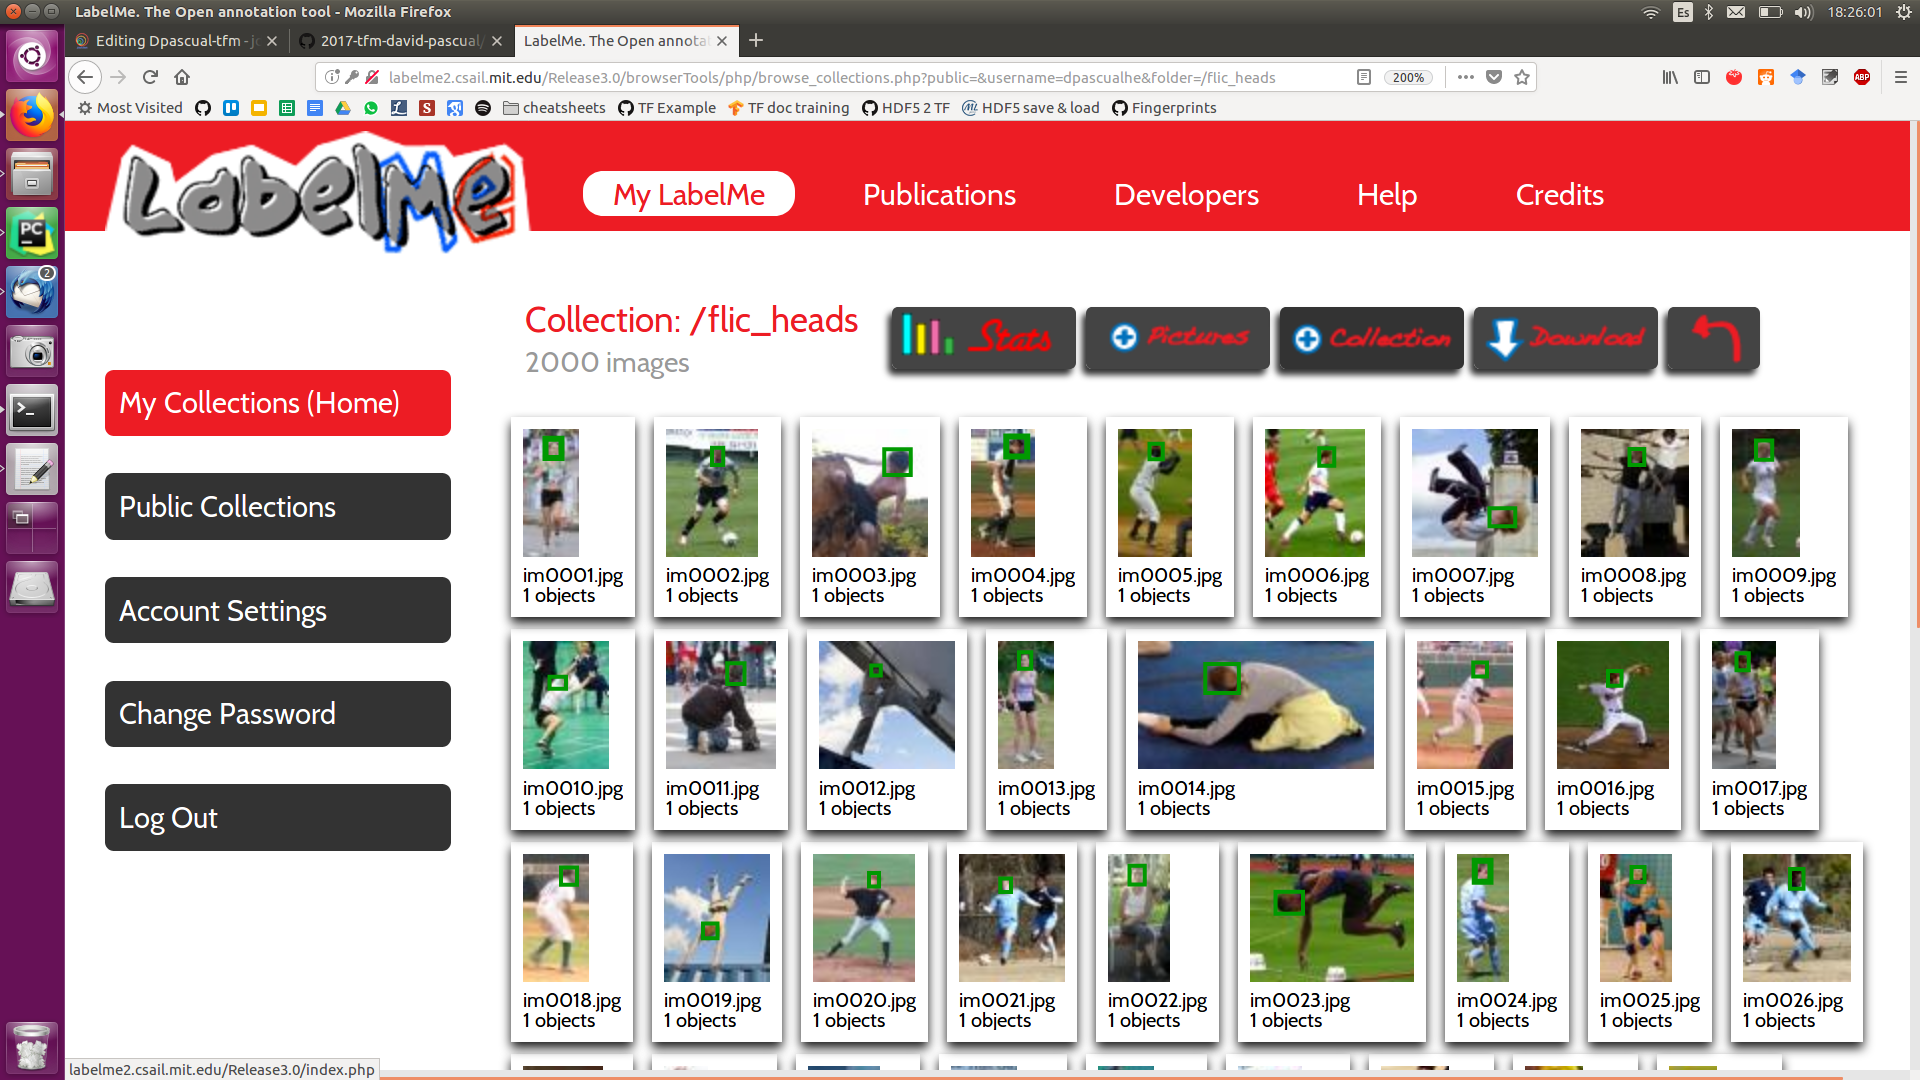 LabelMe. The Open annotation tool - Mozilla Firefox
Es
18:26:01
Editing Dpascual-tfm - j
2017-tfm-david-pascual/
LabelMe. The Open annota
labelme2.csail.mit.edu/Release3.0/browserTools/php/browse_collections.php?public=&username=dpascualhe&folder=/flic_heads
200%
ABP
Most Visited
cheatsheets
TF Example
TF doc training
HDF5 2 TF
HDF5 save & load
Fingerprints
LabelMe
My LabelMe
Publications
Developers
Help
Credits
Collection: /flic_heads
2000 images
Stats
Pictures
Collection
Download
My Collections (Home)
Public Collections
Account Settings
Change Password
Log Out
PC
2
im0001.jpg
1 objects
im0002.jpg
1 objects
im0003.jpg
1 objects
im0004.jpg
1 objects
im0005.jpg
1 objects
im0006.jpg
1 objects
im0007.jpg
1 objects
im0008.jpg
1 objects
im0009.jpg
1 objects
im0010.jpg
1 objects
im0011.jpg
1 objects
im0012.jpg
1 objects
im0013.jpg
1 objects
im0014.jpg
1 objects
im0015.jpg
1 objects
im0016.jpg
1 objects
im0017.jpg
1 objects
im0018.jpg
1 objects
im0019.jpg
1 objects
im0020.jpg
1 objects
im0021.jpg
1 objects
im0022.jpg
1 objects
im0023.jpg
1 objects
im0024.jpg
1 objects
im0025.jpg
1 objects
im0026.jpg
1 objects
labelme2.csail.mit.edu/Release3.0/index.php